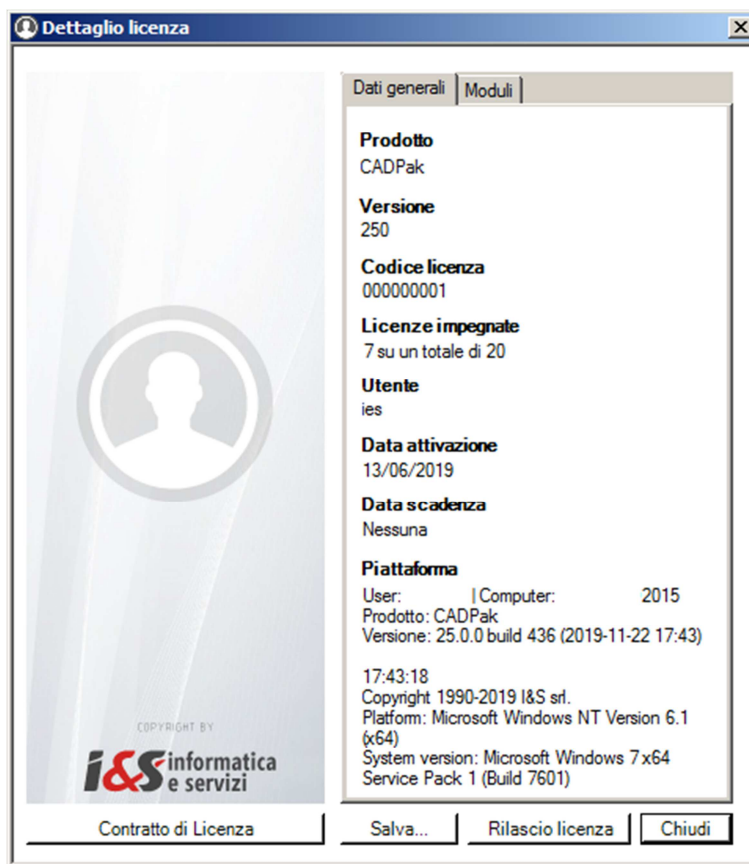 Dettaglio licenza
Dati generali
Moduli
Prodotto
CADPak
Versione
250
Codice licenza
000000001
Licenze impegnate
7 su un totale di 20
Utente
ies
Data attivazione
13/06/2019
Data scadenza
Nessuna
Piattaforma
User: | Computer: 2015
Prodotto: CADPak
Versione: 25.0.0 build 436 (2019-11-22 17:43)
17:43:18
Copyright 1990-2019 I&S srl.
Platform: Microsoft Windows NT Version 6.1
(x64)
System version: Microsoft Windows 7 x64
Service Pack 1 (Build 7601)
COPYRIGHT BY
I&S informatica
e servizi
Contratto di Licenza
Salva...
Rilascio licenza
Chiudi